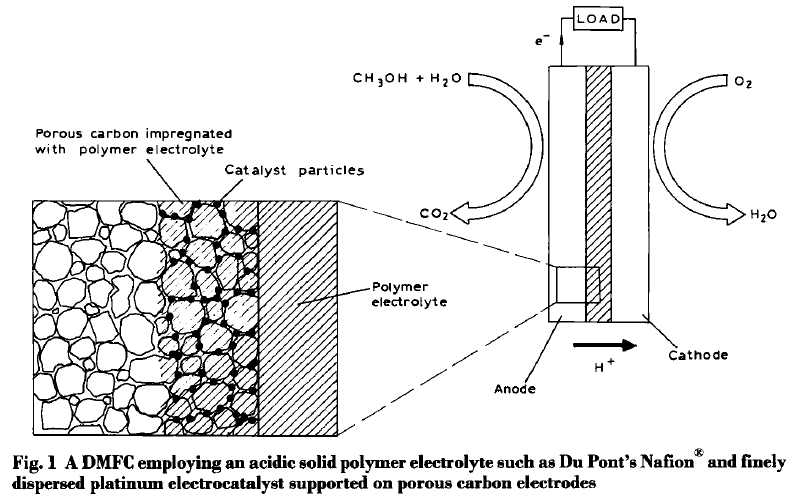 LOAD
e⁻
CH₃OH + H₂O
O₂
Porous carbon impregnated
with polymer electrolyte
Catalyst particles
CO₂
H₂O
Polymer
electrolyte
H⁺
Cathode
Anode
Fig. 1 A DMFC employing an acidic solid polymer electrolyte such as Du Pont's Nafion® and finely
dispersed platinum electrocatalyst supported on porous carbon electrodes